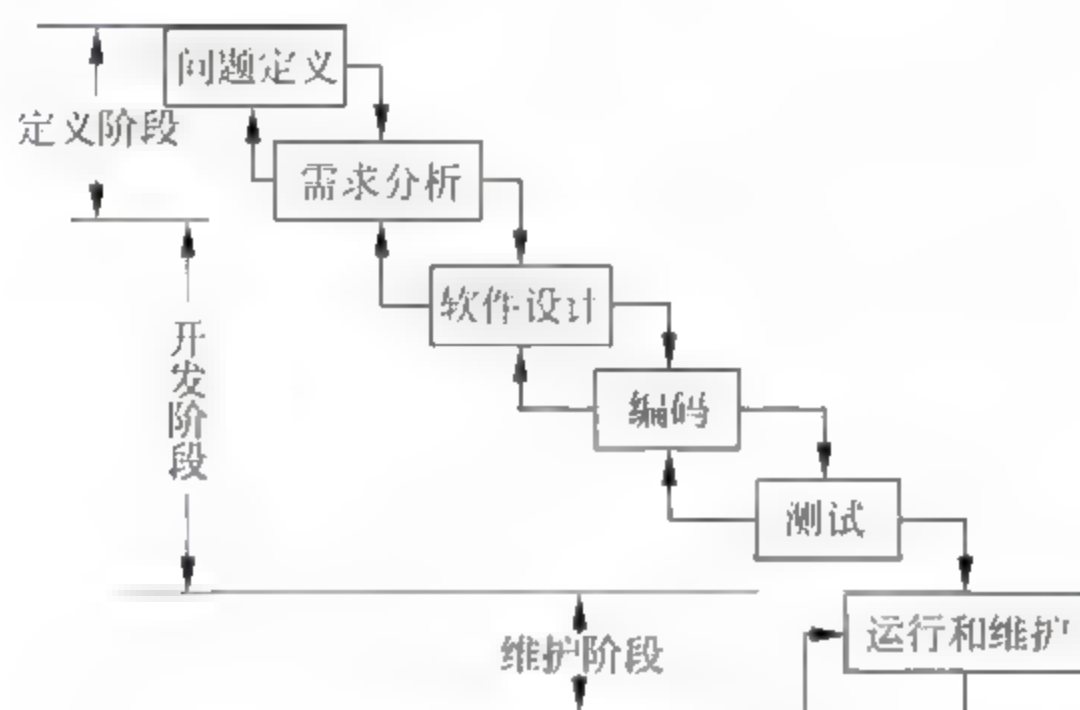 问题定义
定义阶段
需求分析
软件设计
开发阶段
编码
测试
运行和维护
维护阶段